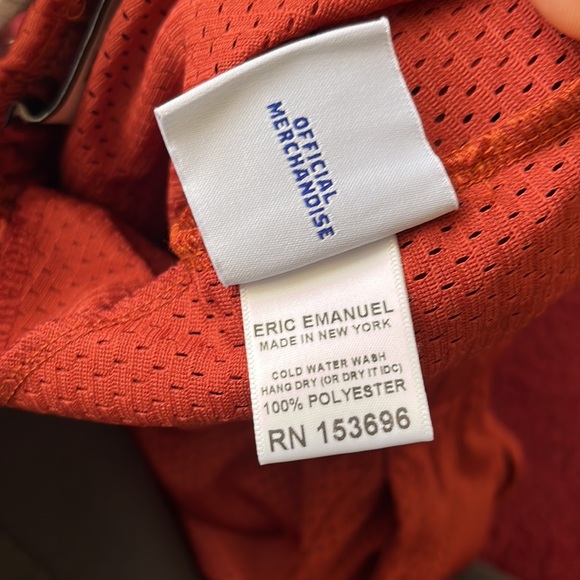 OFFICIAL
MERCHANDISE
ERIC EMANUEL
MADE IN NEW YORK
COLD WATER WASH
HANG DRY (OR DRY IT IDC)
100% POLYESTER
RN 153696